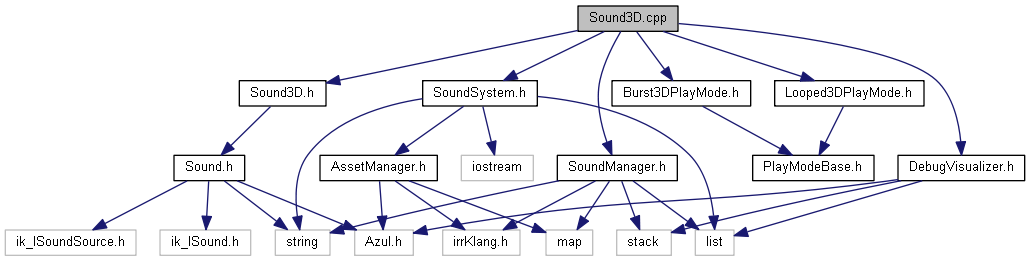 Sound3D.cpp
Sound3D.h
SoundSystem.h
Burst3DPlayMode.h
Looped3DPlayMode.h
Sound.h
AssetManager.h
iostream
SoundManager.h
PlayModeBase.h
DebugVisualizer.h
ik_ISoundSource.h
ik_ISound.h
string
Azul.h
irrKlang.h
map
stack
list